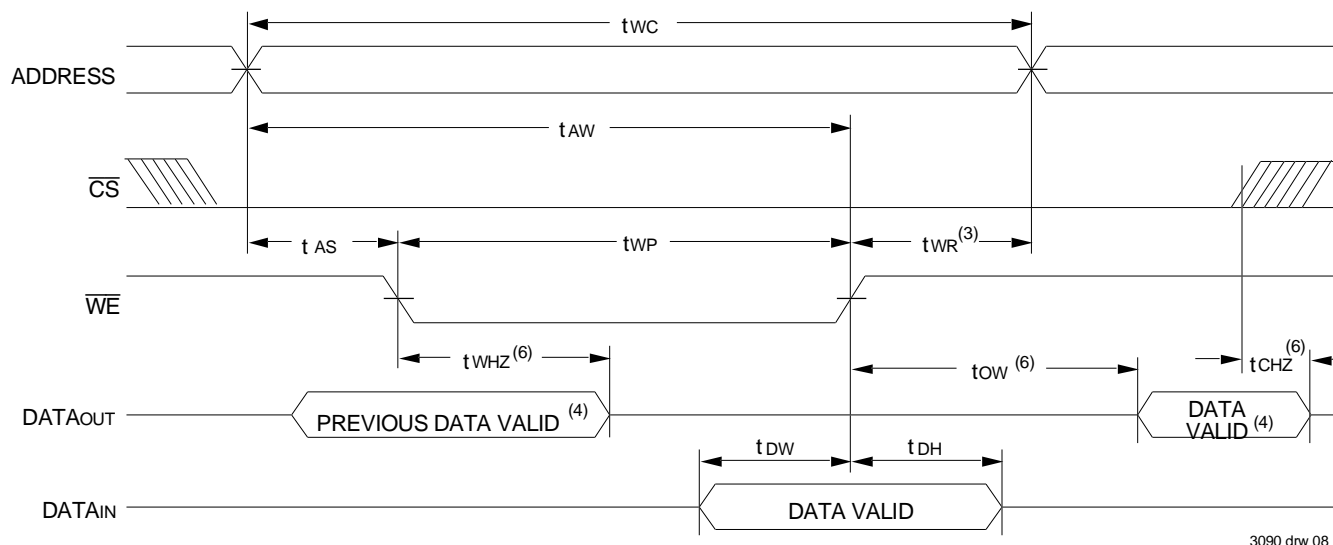 tWC
ADDRESS
tAW
CS
tAS
tWP
tWR(3)
WE
tWHZ(6)
tOW(6)
tCHZ(6)
DATAOUT
PREVIOUS DATA VALID(4)
DATA
VALID(4)
tDW
tDH
DATAIN
DATA VALID
3090 drw 08